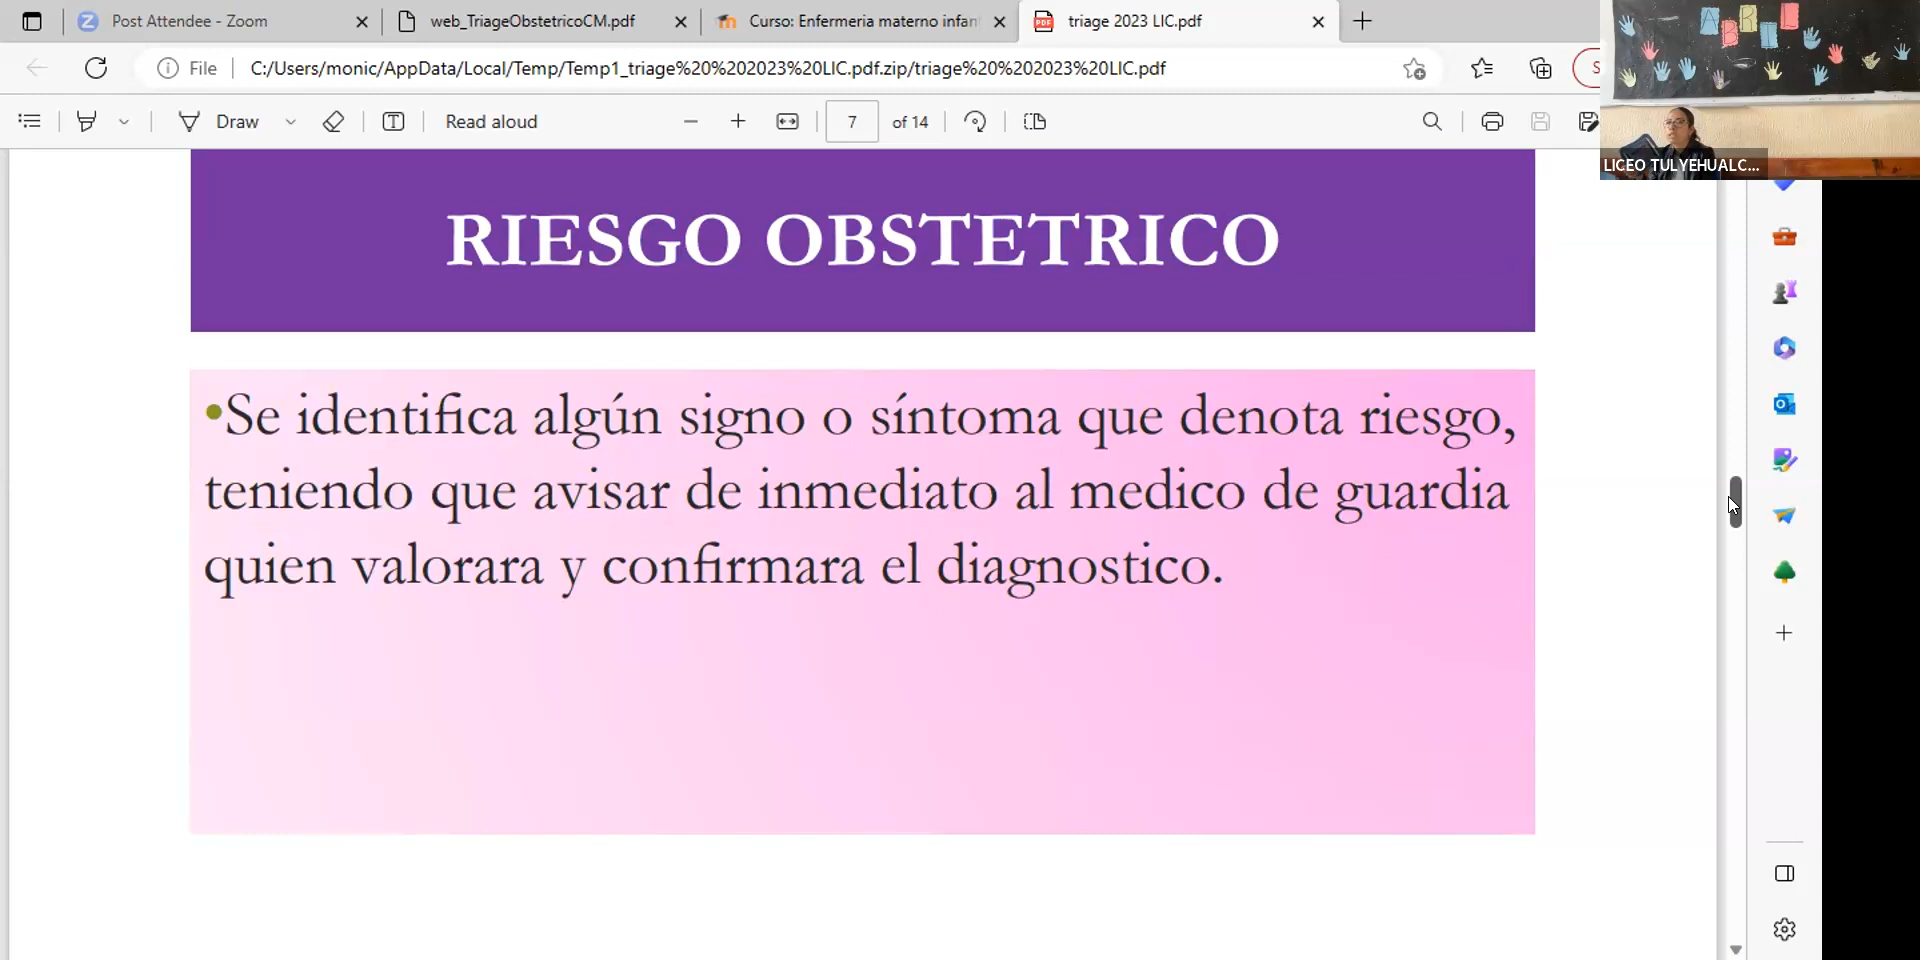 Post Attendee - Zoom
web_TriageObstetricoCM.pdf
Curso: Enfermeria materno infan
triage 2023 LIC.pdf
File
C:/Users/monic/AppData/Local/Temp/Temp1_triage%20%202023%20LIC.pdf.zip/triage%20%202023%20LIC.pdf
S
Draw
Read aloud
7 of 14
ABRIL
LICEO TULYEHUALC...
RIESGO OBSTETRICO
•Se identifica algún signo o síntoma que denota riesgo,
teniendo que avisar de inmediato al medico de guardia
quien valorara y confirmara el diagnostico.